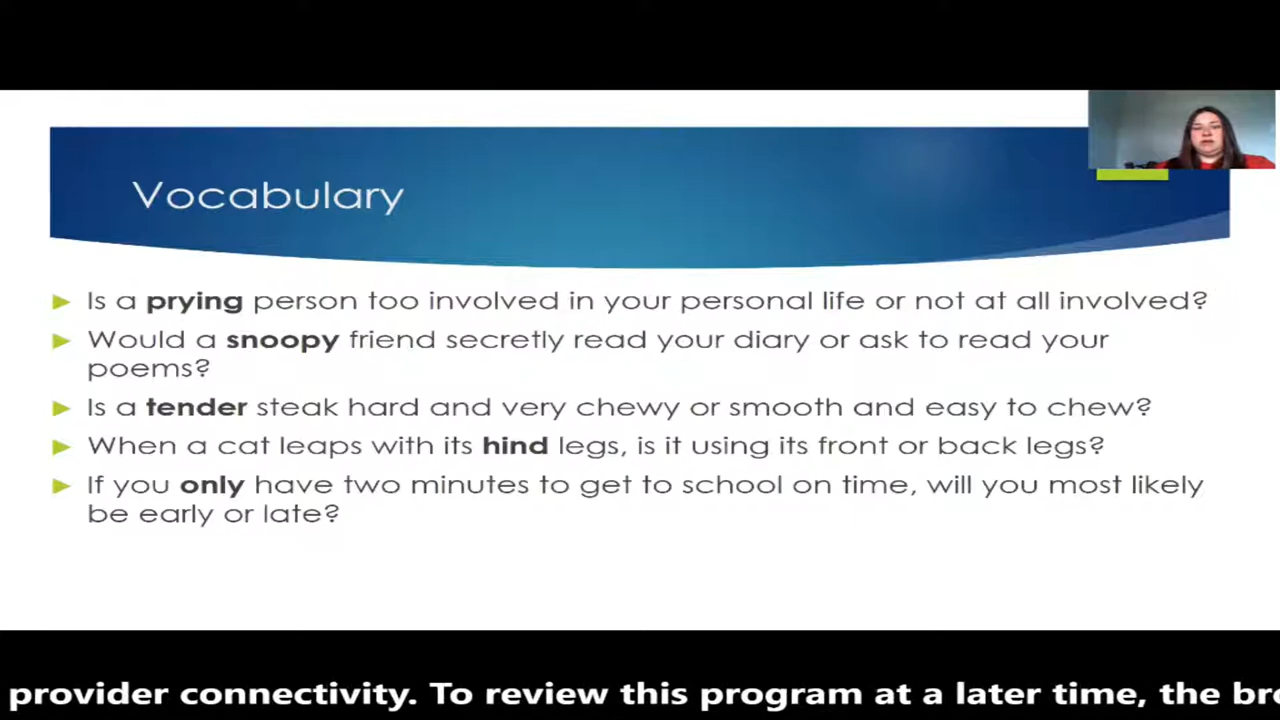 Vocabulary
Is a prying person too involved in your personal life or not at all involved?
Would a snoopy friend secretly read your diary or ask to read your
poems?
Is a tender steak hard and very chewy or smooth and easy to chew?
When a cat leaps with its hind legs, is it using its front or back legs?
If you only have two minutes to get to school on time, will you most likely
be early or late?
provider connectivity. To review this program at a later time, the